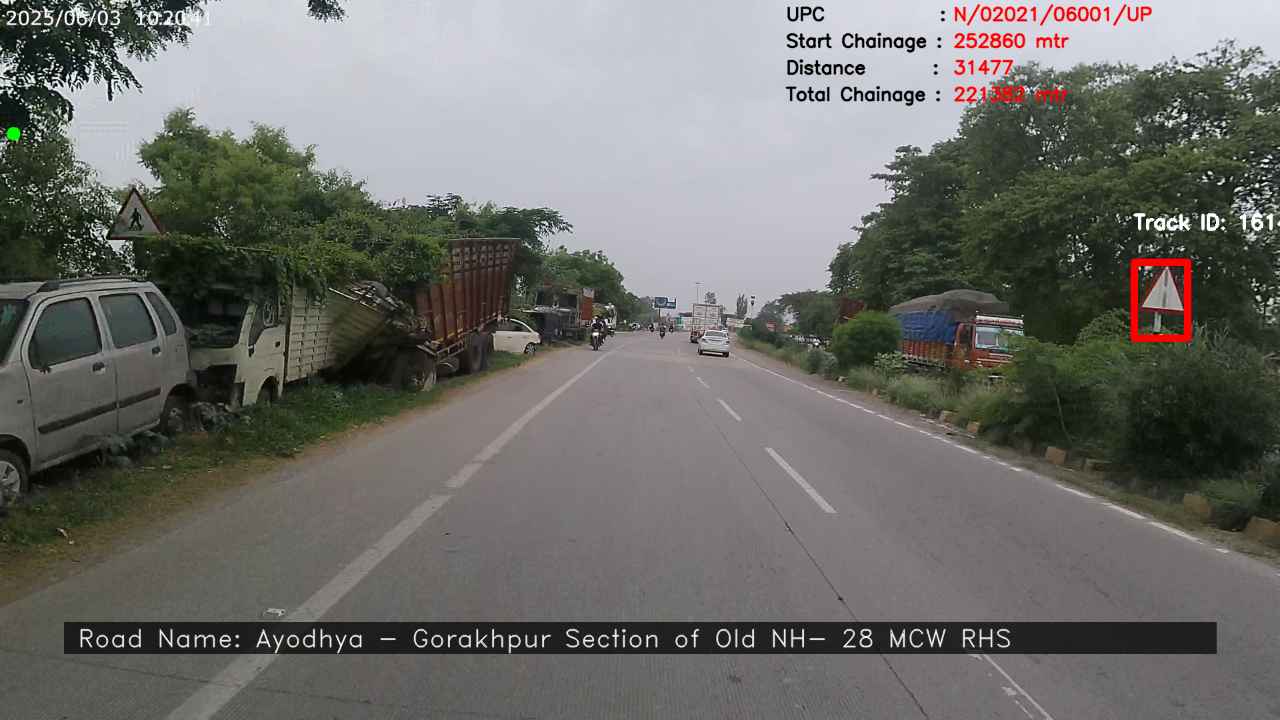 2025/06/03 10:20:41
UPC : N/02021/06001/UP
Start Chainage : 252860 mtr
Distance : 31477
Total Chainage : 221383 mtr
Track ID: 161
Road Name: Ayodhya - Gorakhpur Section of Old NH- 28 MCW RHS